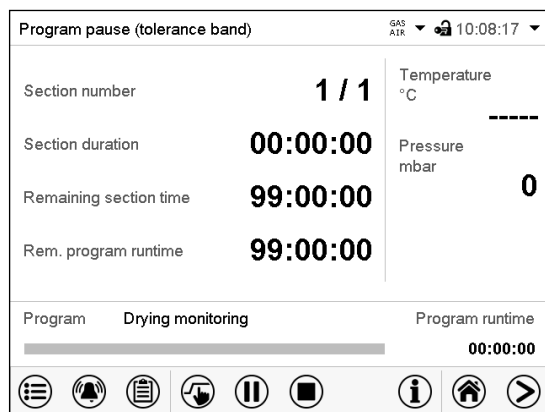 Program pause (tolerance band)
GAS
AIR
10:08:17
Section number 1 / 1
Section duration 00:00:00
Remaining section time 99:00:00
Rem. program runtime 99:00:00
Temperature
°C
-----
Pressure
mbar
0
Program Drying monitoring
Program runtime
00:00:00